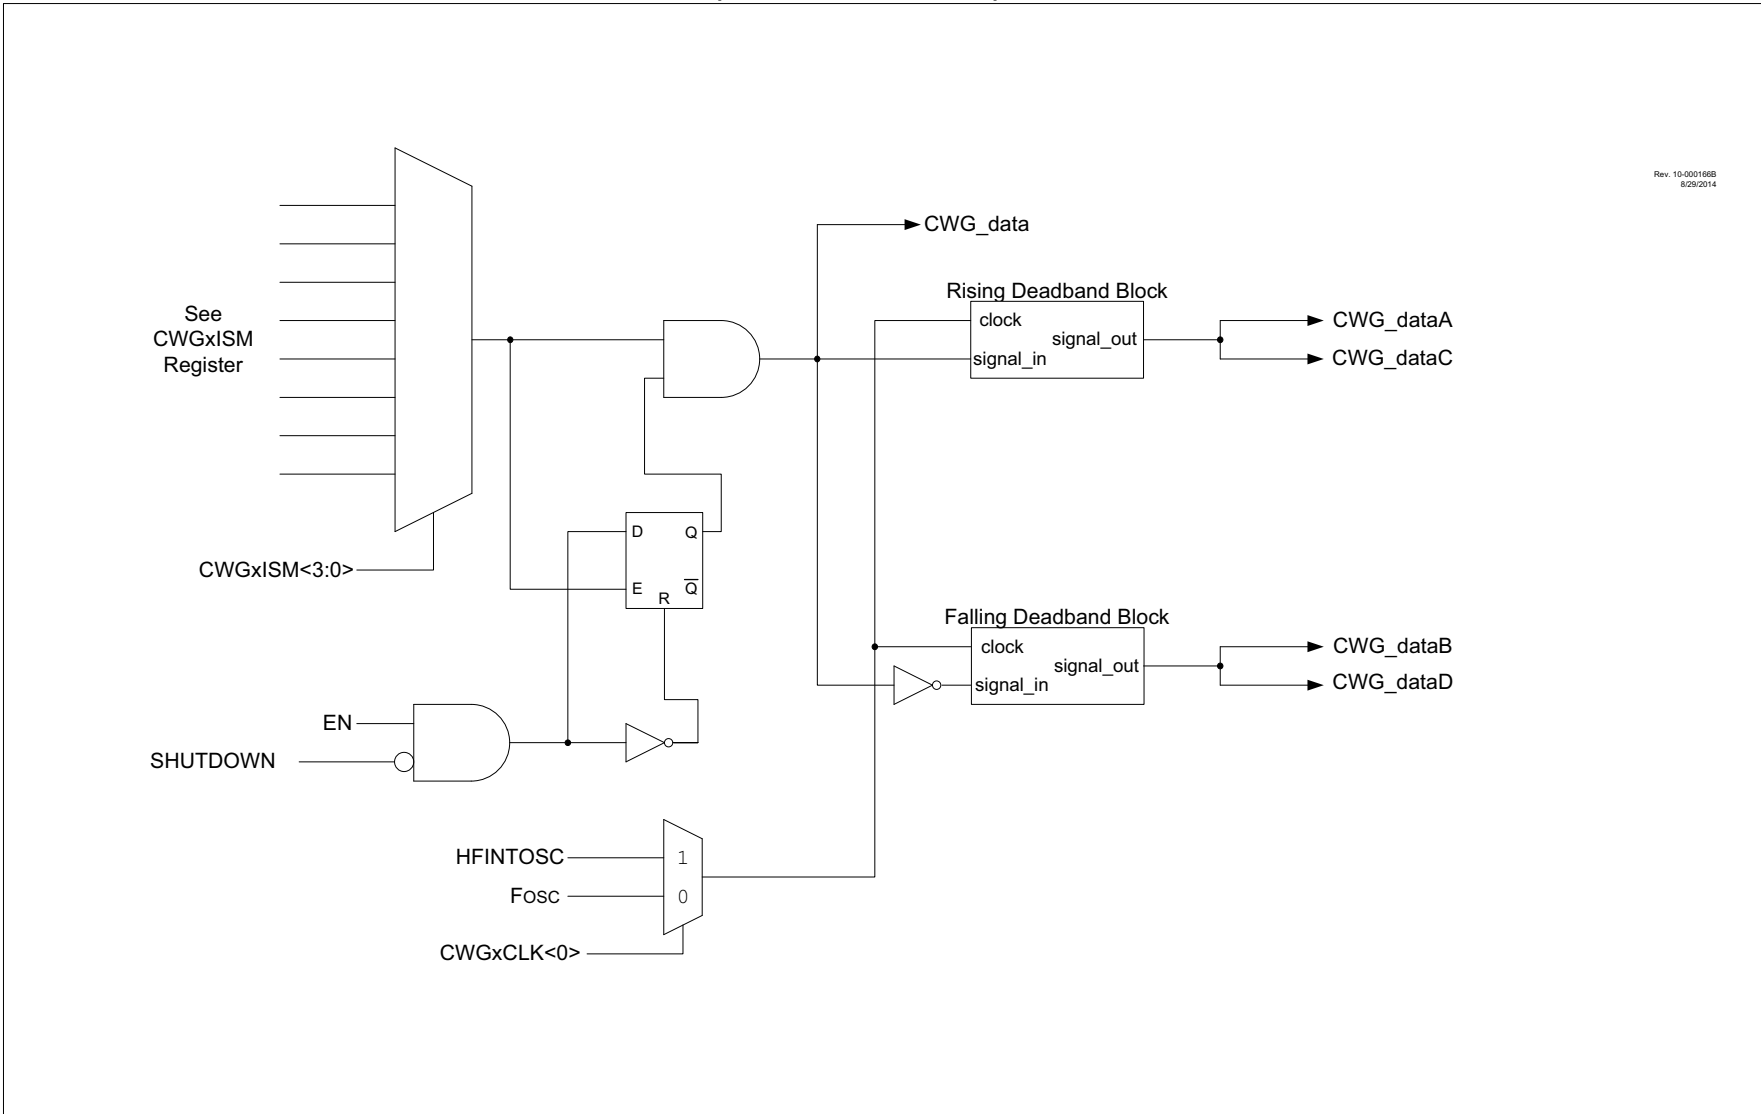 Rev. 10-000166B
8/29/2014
CWG_data
Rising Deadband Block
clock
signal_out
signal_in
CWG_dataA
CWG_dataC
See
CWGxISM
Register
D
Q
E
Q
R
CWGxISM<3:0>
Falling Deadband Block
clock
signal_out
signal_in
CWG_dataB
CWG_dataD
EN
SHUTDOWN
HFINTOSC
1
FOSC
0
CWGxCLK<0>